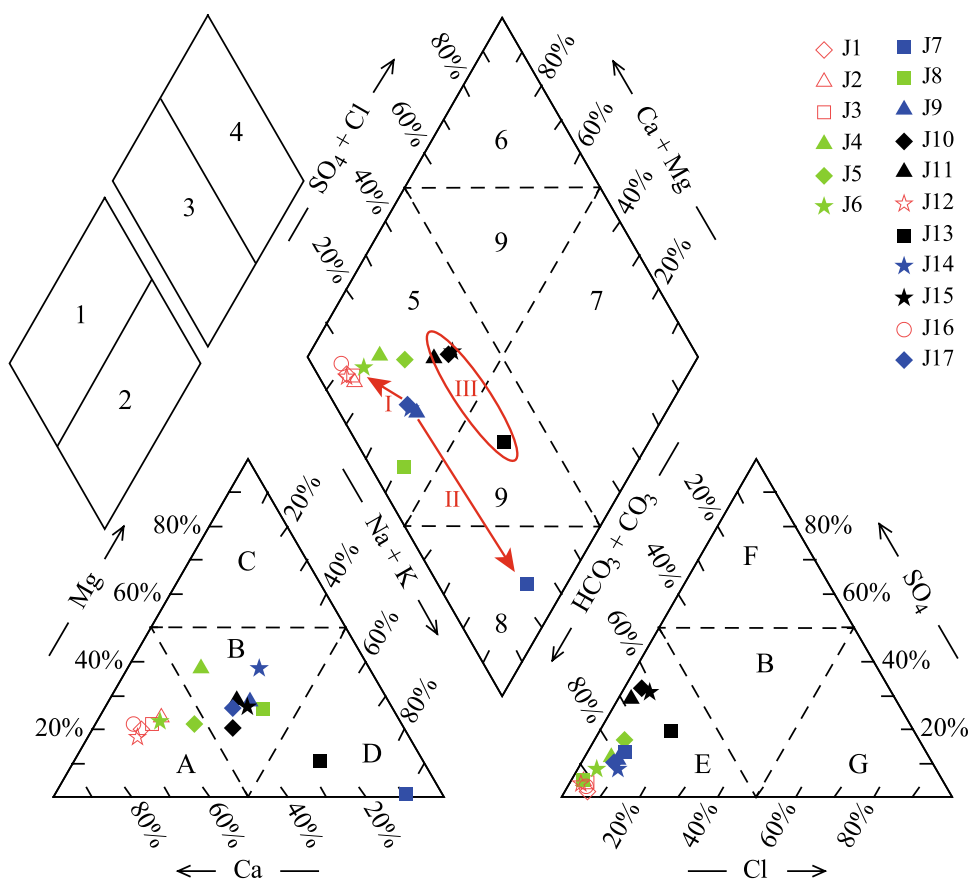 J1
J2
J3
J4
J5
J6
J7
J8
J9
J10
J11
J12
J13
J14
J15
J16
J17
1
2
3
4
SO₄ + Cl
Ca + Mg
80%
60%
40%
20%
80%
60%
40%
20%
6
9
5
7
9
8
I
II
III
Na + K
HCO₃ + CO₃
Mg
80%
60%
40%
20%
20%
40%
60%
80%
C
B
A
D
80%
60%
40%
20%
Ca
20%
40%
60%
80%
SO₄
80%
60%
40%
20%
F
B
E
G
20%
40%
60%
80%
Cl